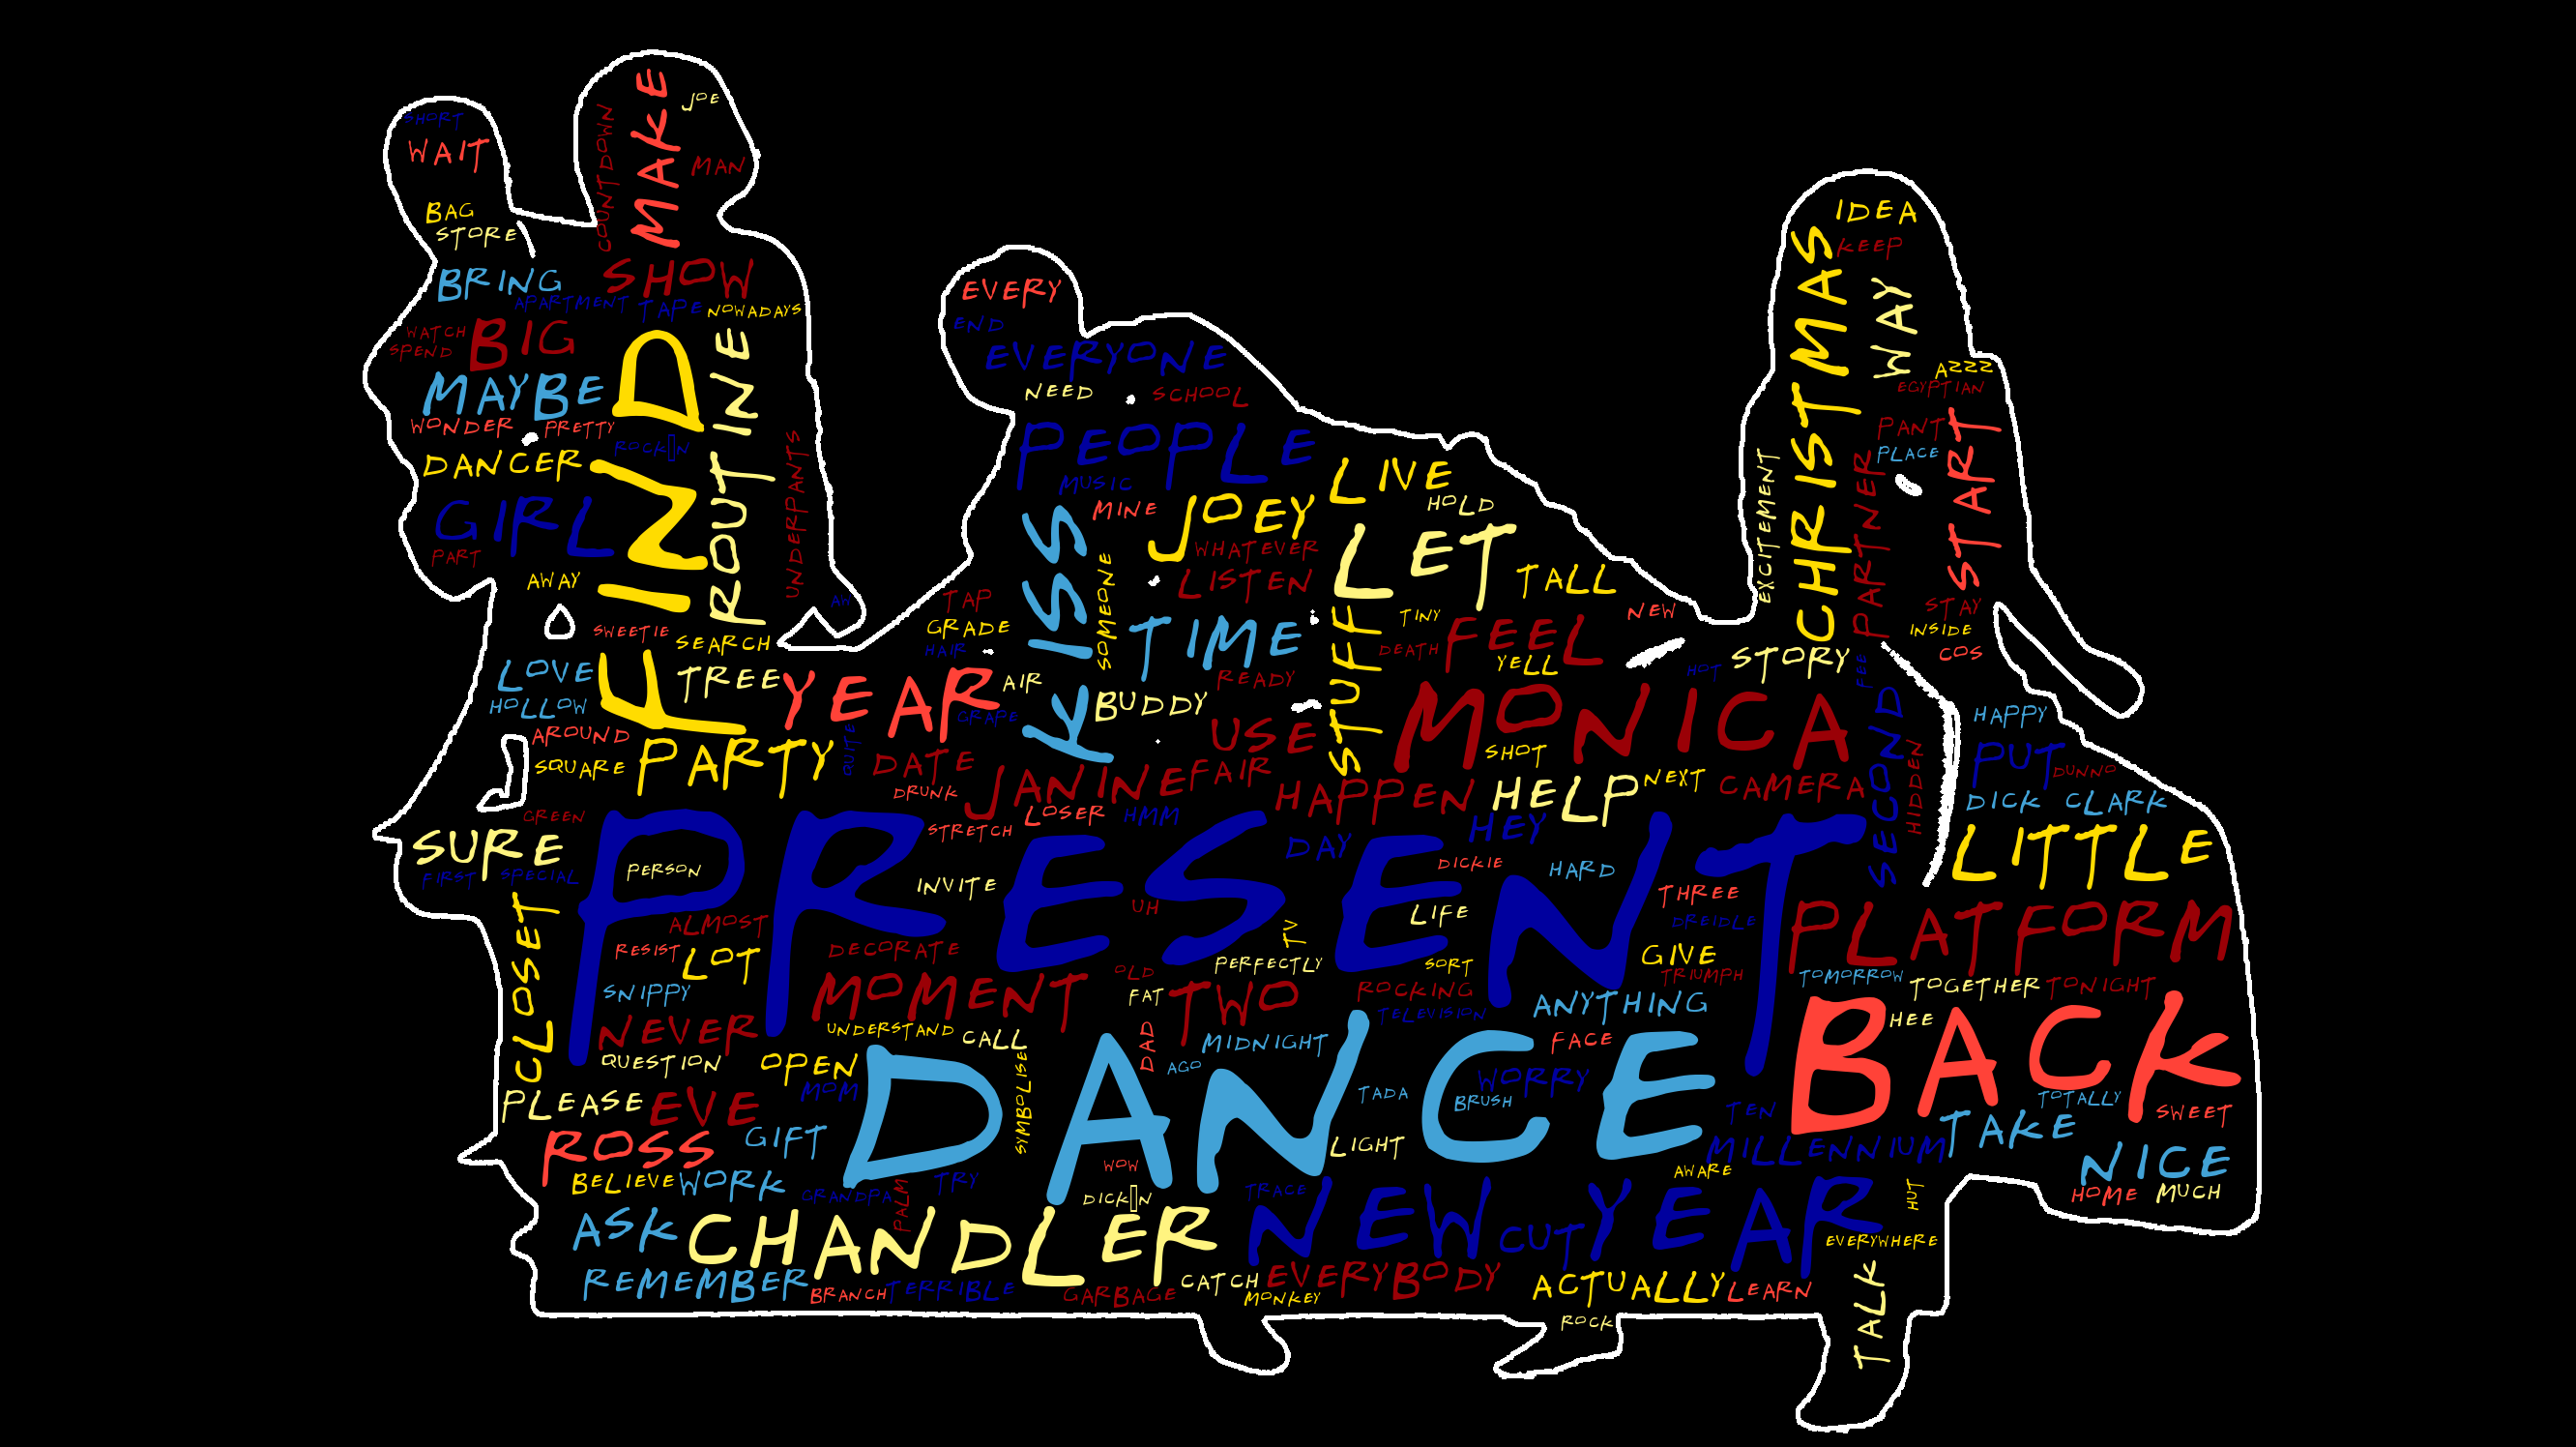 SHORT
WAIT
BAG
STORE
COUNTDOWN
MAKE
JOE
MAN
BRING
SHOW
APARTMENT
TAPE
NOWADAYS
WATCH
SPEND
BIG
MAYBE
WONDER
PRETTY
ROCK▯N
DANCER
GIRL
PART
FIND
ROUTINE
UNDERPANTS
AWAY
AW
SWEETIE
SEARCH
LOVE
HOLLOW
TREE
YEAR
AROUND
SQUARE
PARTY
QUITE
EVERY
END
EVERYONE
NEED
SCHOOL
PEOPLE
MUSIC
MINE
JOEY
LIVE
HOLD
WHATEVER
LISTEN
LET
TALL
KISS
SOMEONE
TAP
GRADE
HAIR
TIME
STUFF
TINY
DEATH
FEEL
YELL
NEW
AIR
READY
GRAPE
BUDDY
USE
MONICA
SHOT
DATE
DRUNK
JANINE
FAIR
HAPPEN
HELP
NEXT
CAMERA
IDEA
KEEP
CHRISTMAS
WAY
AZZZ
EGYPTIAN
PANT
PLACE
START
PARTNER
EXCITEMENT
STAY
INSIDE
COS
STORY
HOT
FEE
SECOND
HIDDEN
HAPPY
PUT
DUNNO
DICK CLARK
LITTLE
GREEN
SURE
FIRST
SPECIAL
STRETCH
LOSER
HMM
DAY
HEY
PRESENT
PERSON
INVITE
DICKIE
HARD
THREE
DREIDLE
LIFE
UH
TV
ALMOST
RESIST
LOT
DECORATE
PERFECTLY
SORT
GIVE
TRIUMPH
PLATFORM
TOMORROW
TOGETHER
TONIGHT
CLOSET
SNIPPY
MOMENT
OLD
FAT
TWO
ROCKING
TELEVISION
ANYTHING
NEVER
UNDERSTAND
CALL
DAD
MIDNIGHT
AGO
FACE
HEE
BACK
QUESTION
OPEN
MOM
DANCE
SYMBOLISE
TADA
WORRY
BRUSH
TEN
TOTALLY
SWEET
PLEASE
EVE
ROSS
GIFT
LIGHT
MILLENNIUM
TAKE
NICE
BELIEVE
WORK
GRANDPA
PALM
TRY
WOW
DICK▯N
TRACE
AWARE
HUT
HOME
MUCH
ASK
CHANDLER
NEW YEAR
CUT
EVERYWHERE
REMEMBER
BRANCH
TERRIBLE
GARBAGE
CATCH
MONKEY
EVERYBODY
ACTUALLY
LEARN
ROCK
TALK